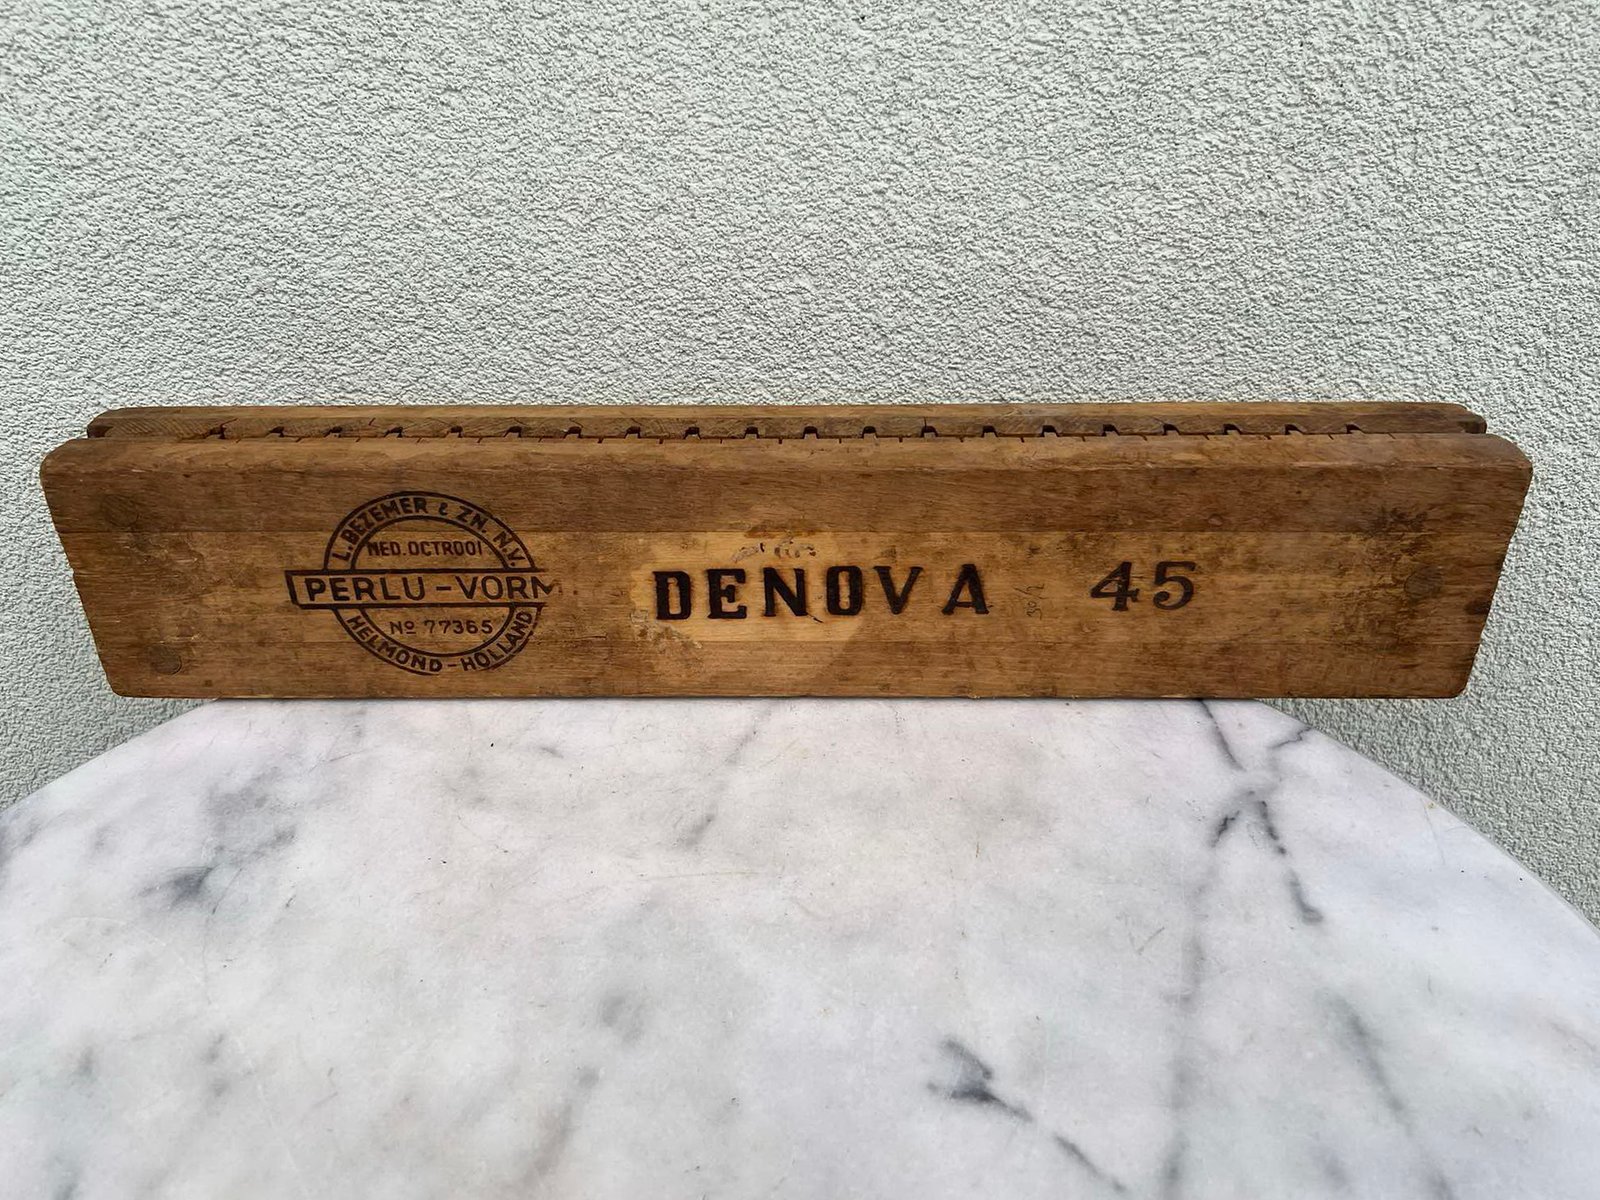 L. BEZEMER & ZN. N.V.
NED. OCTROOI
PERLU-VORM
No 77365
HELMOND-HOLLAND
DENOVA 45